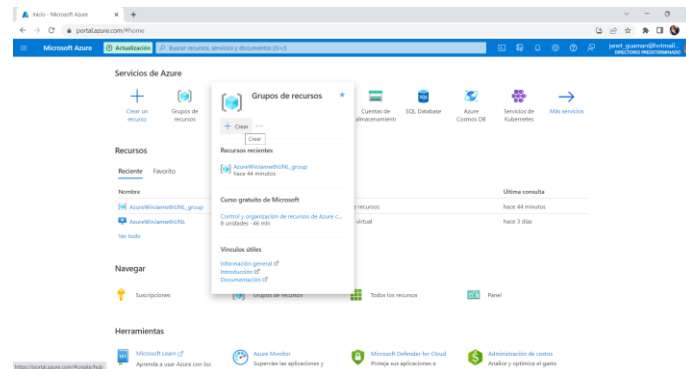 Inicio - Microsoft Azure
portal.azure.com/#home
Microsoft Azure
Actualización
Buscar recursos, servicios y documentos (G+/)
janet_guaman@hotmail...
DIRECTORIO PREDETERMINADO
Servicios de Azure
Crear un recurso
Grupos de recursos
Cuentas de almacenamiento
SQL Database
Azure Cosmos DB
Servicios de Kubernetes
Más servicios
Grupos de recursos
Crear
Crear
Recursos recientes
AzureWinJannethUNL_group
hace 44 minutos
Curso gratuito de Microsoft
Control y organización de recursos de Azure c...
8 unidades · 46 min
Vínculos útiles
Información general
Introducción
Documentación
Recursos
Reciente
Favorito
Nombre
Última consulta
AzureWinJannethUNL_group
recursos
hace 44 minutos
AzureWinJannethUNL
virtual
hace 3 días
Ver todo
Navegar
Suscripciones
Grupos de recursos
Todos los recursos
Panel
Herramientas
Microsoft Learn
Aprenda a usar Azure con los
Azure Monitor
Supervise las aplicaciones y
Microsoft Defender for Cloud
Proteja sus aplicaciones e
Administración de costos
Analice y optimice el gasto
https://portal.azure.com/#create/hub